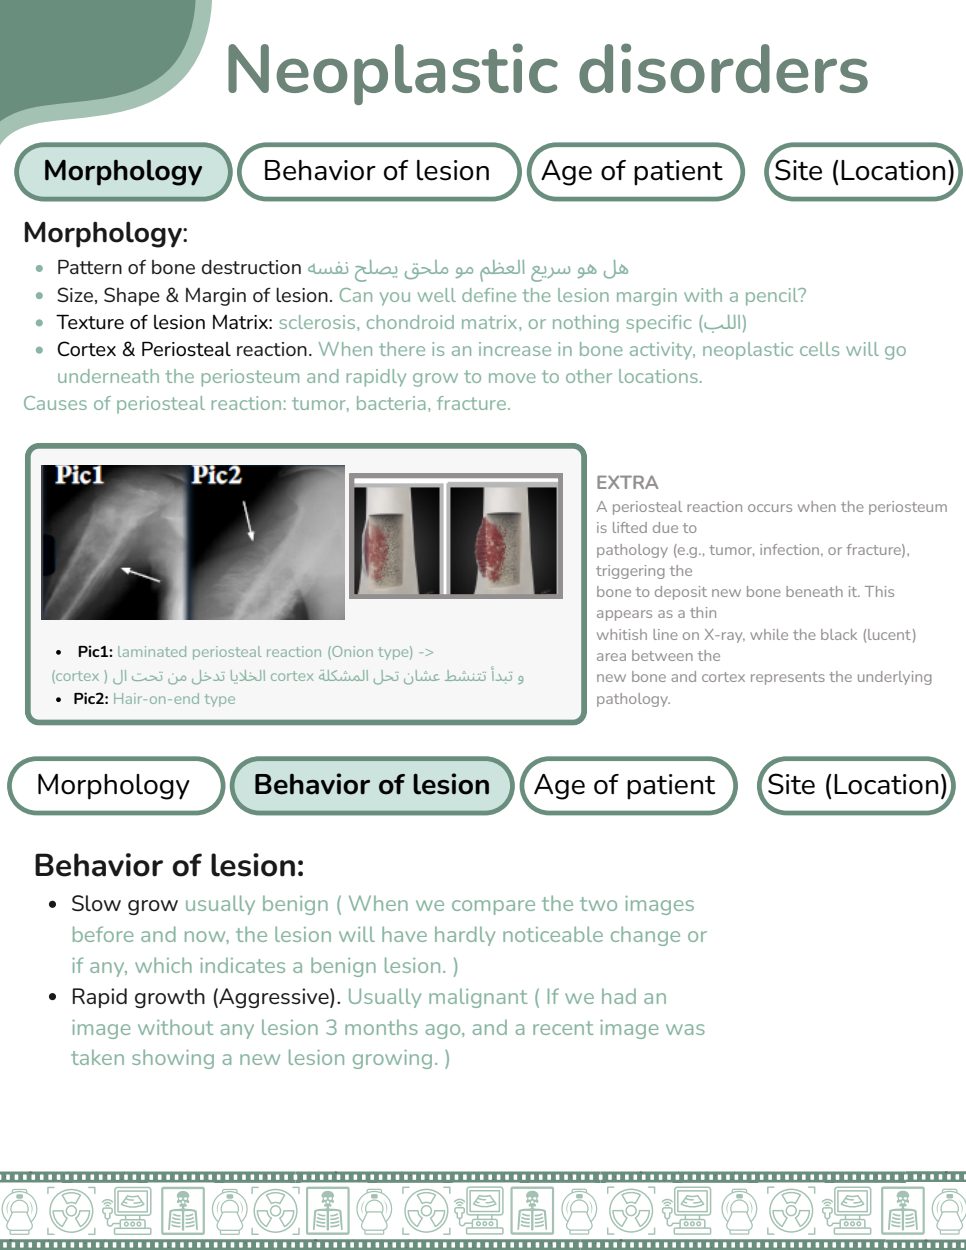 Neoplastic disorders
Morphology
Behavior of lesion
Age of patient
Site (Location)
Morphology:
• Pattern of bone destruction هل هو سريع العظم مو ملحق يصلح نفسه
• Size, Shape & Margin of lesion. Can you well define the lesion margin with a pencil?
• Texture of lesion Matrix: sclerosis, chondroid matrix, or nothing specific (اللب)
• Cortex & Periosteal reaction. When there is an increase in bone activity, neoplastic cells will go
underneath the periosteum and rapidly grow to move to other locations.
Causes of periosteal reaction: tumor, bacteria, fracture.
Pic1
Pic2
• Pic1: laminated periosteal reaction (Onion type) ->
(cortex ) الخلايا تدخل من تحت ال cortex و تبدأ تتنشط عشان تحل المشكلة
• Pic2: Hair-on-end type
EXTRA
A periosteal reaction occurs when the periosteum
is lifted due to
pathology (e.g., tumor, infection, or fracture),
triggering the
bone to deposit new bone beneath it. This
appears as a thin
whitish line on X-ray, while the black (lucent)
area between the
new bone and cortex represents the underlying
pathology.
Morphology
Behavior of lesion
Age of patient
Site (Location)
Behavior of lesion:
• Slow grow usually benign ( When we compare the two images
before and now, the lesion will have hardly noticeable change or
if any, which indicates a benign lesion. )
• Rapid growth (Aggressive). Usually malignant ( If we had an
image without any lesion 3 months ago, and a recent image was
taken showing a new lesion growing. )